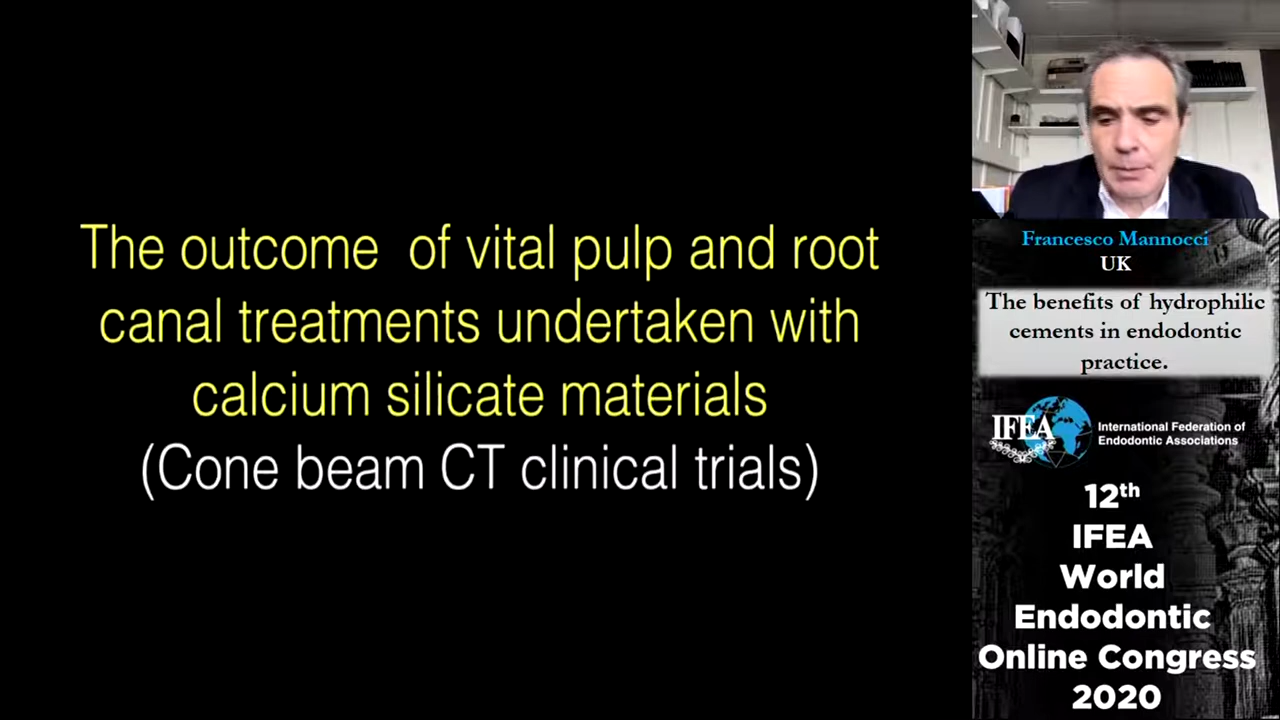 The outcome  of vital pulp and root
canal treatments undertaken with
calcium silicate materials
(Cone beam CT clinical trials)
Francesco Mannocci
UK
The benefits of hydrophilic
cements in endodontic
practice.
IFEA
International Federation of
Endodontic Associations
12th
IFEA
World
Endodontic
Online Congress
2020